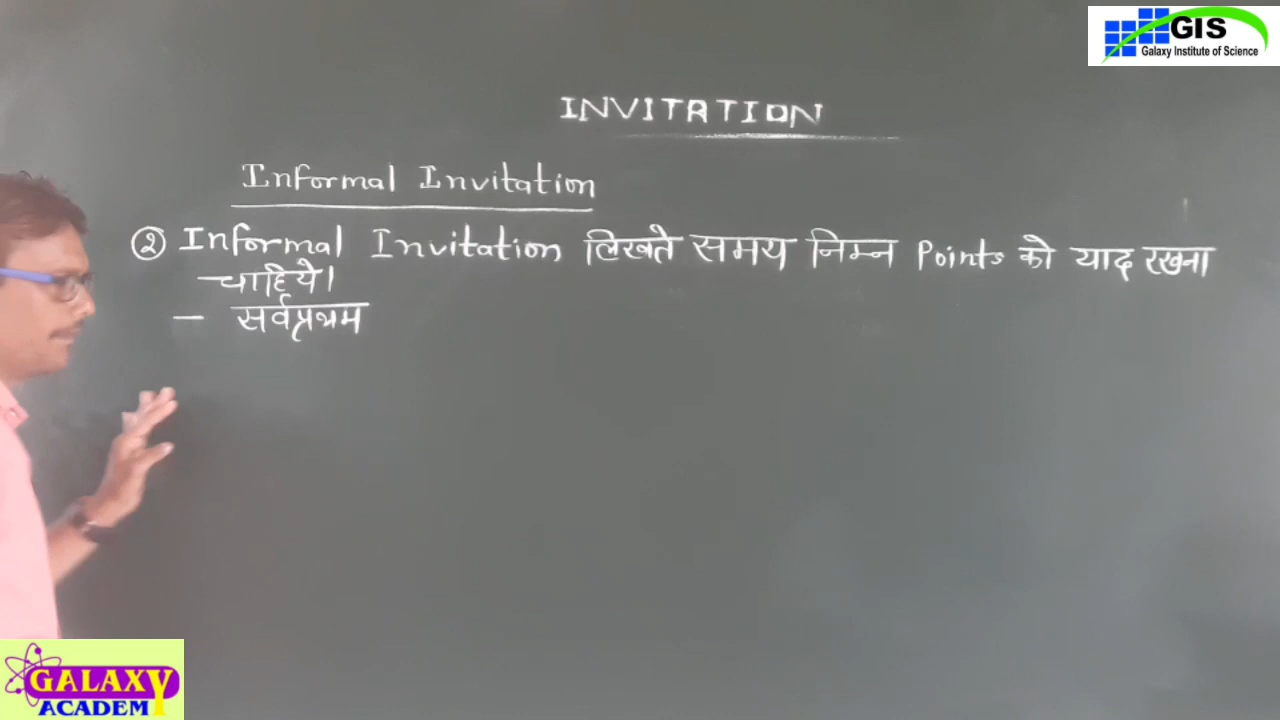 GIS
Galaxy Institute of Science
INVITATION
Informal Invitation
② Informal Invitation लिखते समय निम्न Points को याद रखना
चाहिये।
— सर्वप्रथम
GALAXY
ACADEM